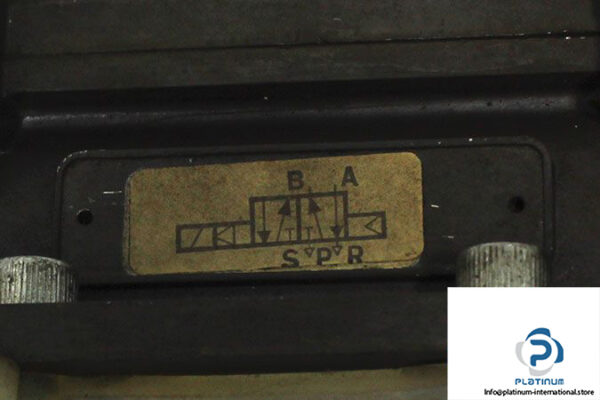 B A
S P R
PLATINUM
Info@platinum-international.store